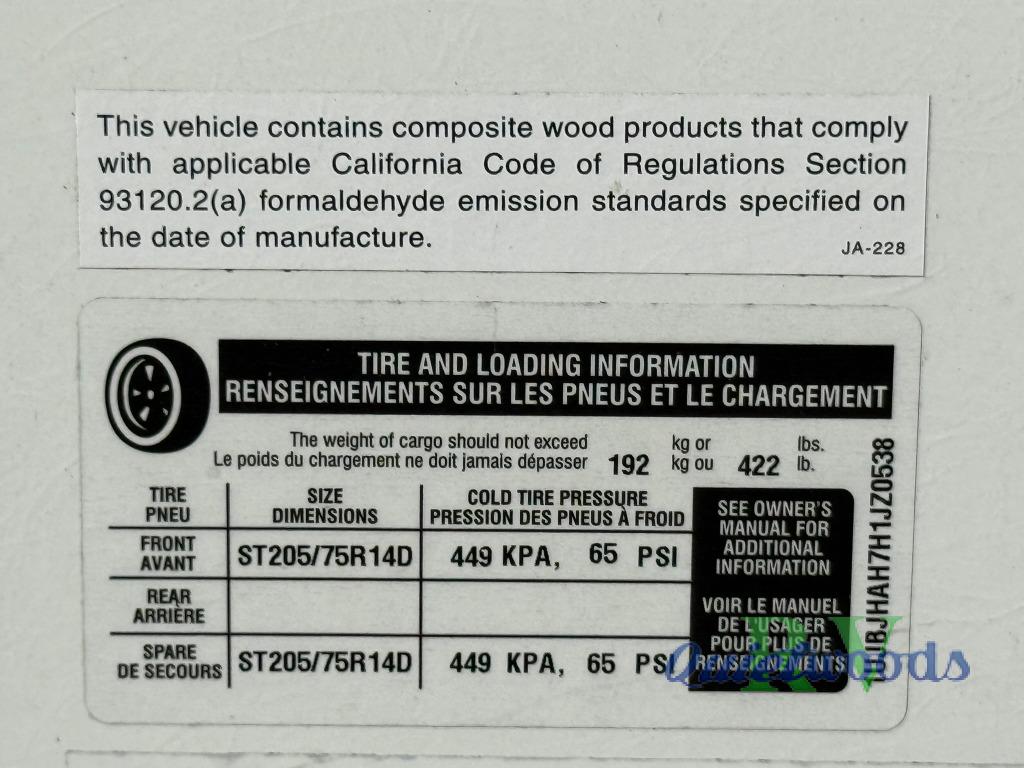 This vehicle contains composite wood products that comply
with applicable California Code of Regulations Section
93120.2(a) formaldehyde emission standards specified on
the date of manufacture.
JA-228
TIRE AND LOADING INFORMATION
RENSEIGNEMENTS SUR LES PNEUS ET LE CHARGEMENT
The weight of cargo should not exceed kg or lbs.
Le poids du chargement ne doit jamais dépasser 192 kg ou 422 lb.
TIRE SIZE COLD TIRE PRESSURE
PNEU DIMENSIONS PRESSION DES PNEUS À FROID
FRONT
AVANT
ST205/75R14D 449 KPA, 65 PSI
REAR
ARRIÈRE
SPARE
DE SECOURS
ST205/75R14D 449 KPA, 65 PSI
SEE OWNER'S
MANUAL FOR
ADDITIONAL
INFORMATION
VOIR LE MANUEL
DE L'USAGER
POUR PLUS DE
RENSEIGNEMENTS
RV
Quietwoods